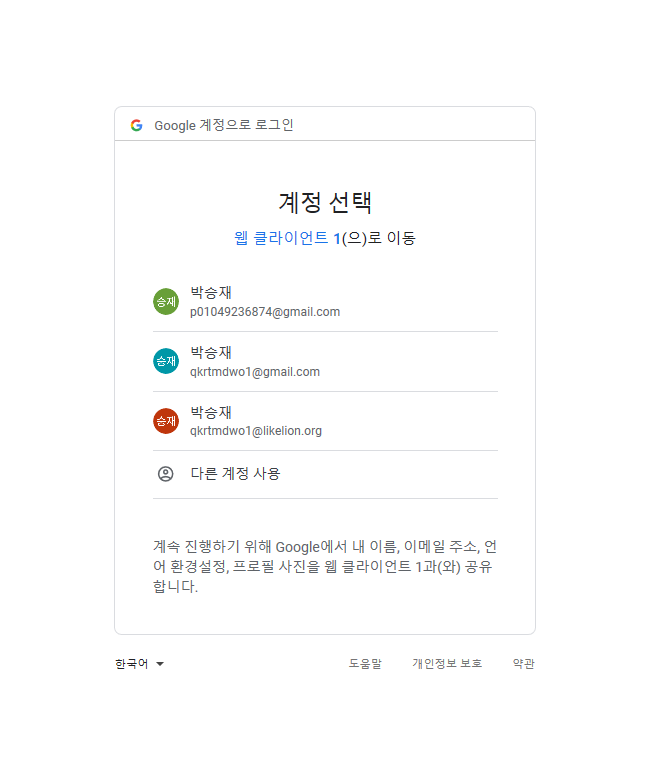 Google 계정으로 로그인
계정 선택
웹 클라이언트 1(으)로 이동
승재
박승재
p01049236874@gmail.com
승재
박승재
qkrtmdwo1@gmail.com
승재
박승재
qkrtmdwo1@likelion.org
다른 계정 사용
계속 진행하기 위해 Google에서 내 이름, 이메일 주소, 언
어 환경설정, 프로필 사진을 웹 클라이언트 1과(와) 공유
합니다.
한국어
도움말 개인정보 보호 약관